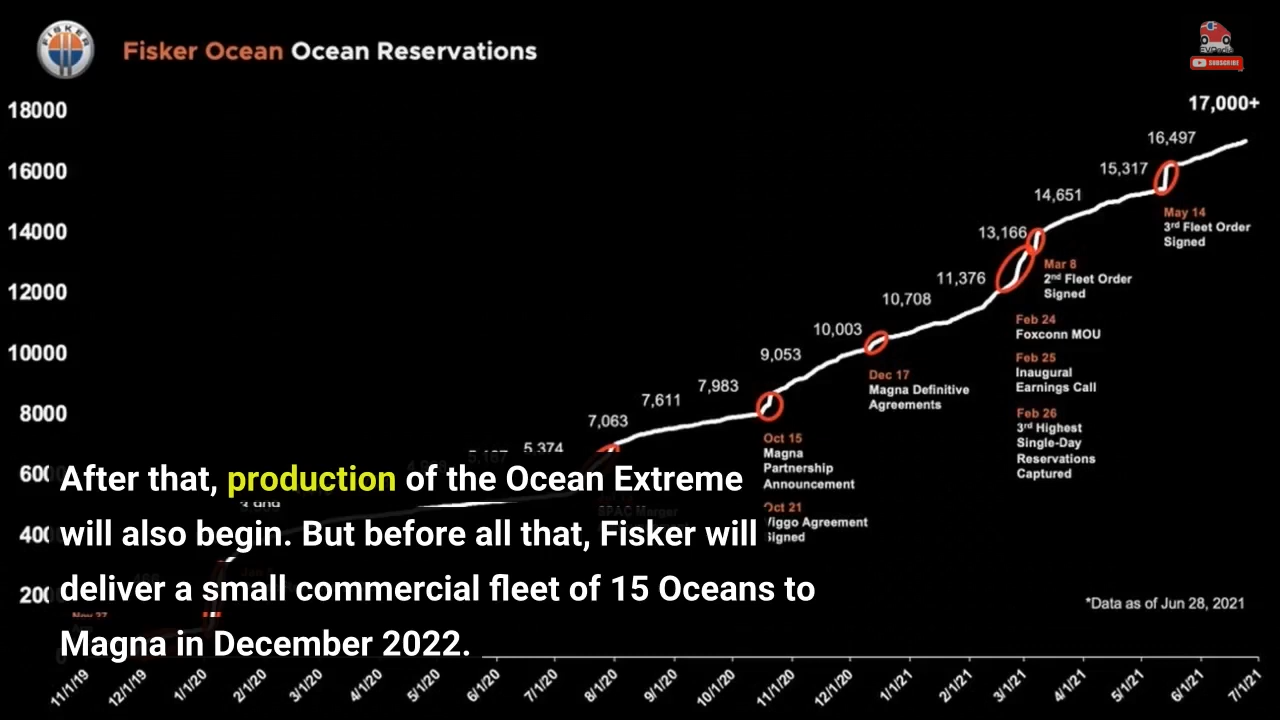 FISKER
Fisker Ocean Ocean Reservations
SUBSCRIBE
18000
16000
14000
12000
10000
8000
17,000+
16,497
15,317
14,651
13,166
11,376
10,708
10,003
9,053
7,983
7,611
7,063
5,374
May 14
3rd Fleet Order
Signed
Mar 8
2nd Fleet Order
Signed
Feb 24
Foxconn MOU
Feb 25
Inaugural
Earnings Call
Feb 26
3rd Highest
Single-Day
Reservations
Captured
Dec 17
Magna Definitive
Agreements
Oct 15
Magna
Partnership
Announcement
Oct 21
Viggo Agreement
Signed
After that, production of the Ocean Extreme
will also begin. But before all that, Fisker will
deliver a small commercial fleet of 15 Oceans to
Magna in December 2022.
*Data as of Jun 28, 2021
0
11/1/19
12/1/19
1/1/20
2/1/20
3/1/20
4/1/20
5/1/20
6/1/20
7/1/20
8/1/20
9/1/20
10/1/20
11/1/20
12/1/20
1/1/21
2/1/21
3/1/21
4/1/21
5/1/21
6/1/21
7/1/21